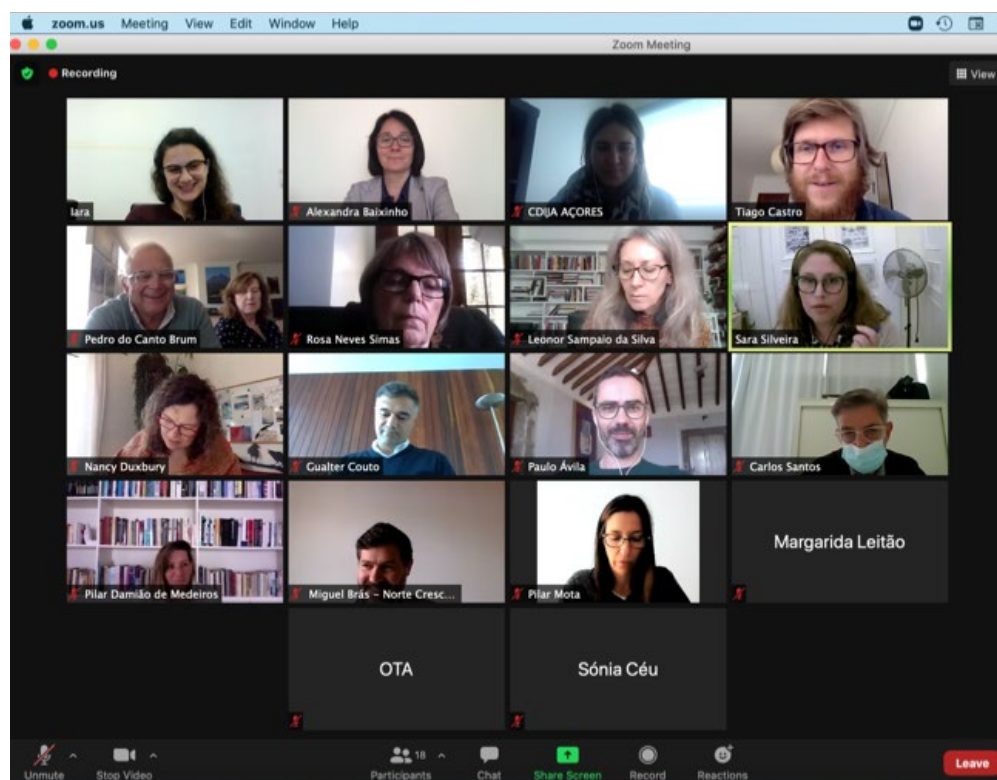 zoom.us Meeting View Edit Window Help
Zoom Meeting
Recording
View
Iara
Alexandra Baixinho
CDIJA AÇORES
Tiago Castro
Pedro do Canto Brum
Rosa Neves Simas
Leonor Sampaio da Silva
Sara Silveira
Nancy Duxbury
Gualter Couto
Paulo Ávila
Carlos Santos
Pilar Damião de Medeiros
Miguel Brás – Norte Cresc...
Pilar Mota
Margarida Leitão
OTA
Sónia Céu
Unmute
Stop Video
18
Participants
Chat
Share Screen
Record
Reactions
Leave